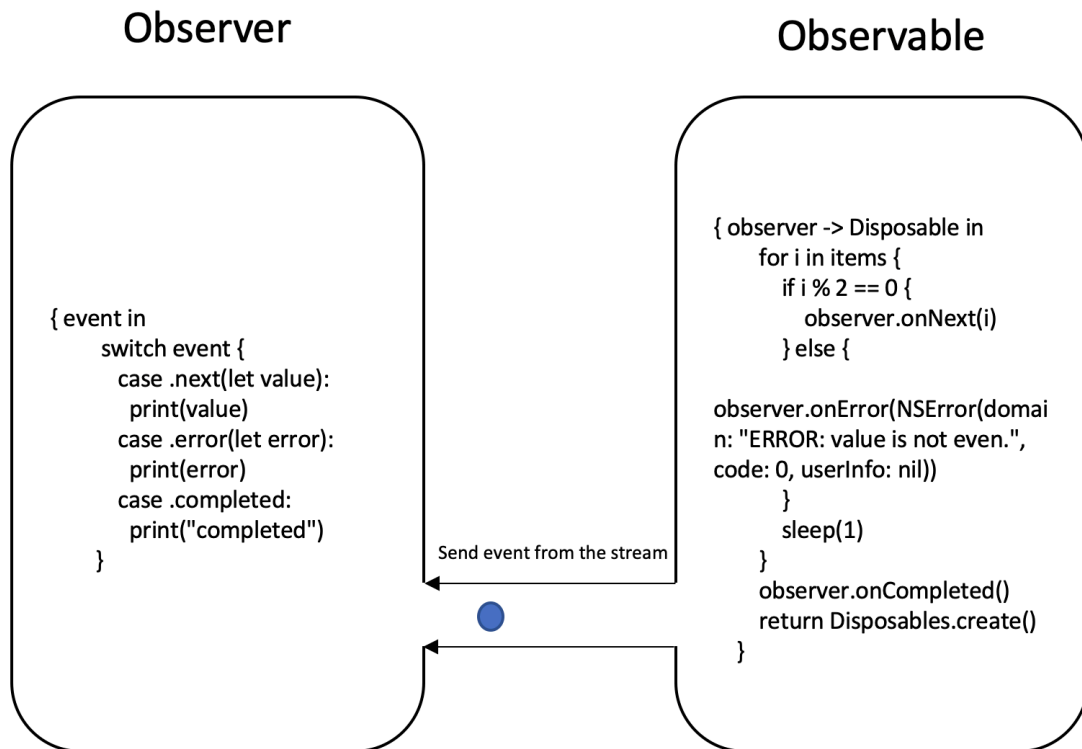 Observer
Observable
{ event in
switch event {
case .next(let value):
print(value)
case .error(let error):
print(error)
case .completed:
print("completed")
}
Send event from the stream
{ observer -> Disposable in
for i in items {
if i % 2 == 0 {
observer.onNext(i)
} else {
observer.onError(NSError(domai
n: "ERROR: value is not even.",
code: 0, userInfo: nil))
}
sleep(1)
}
observer.onCompleted()
return Disposables.create()
}